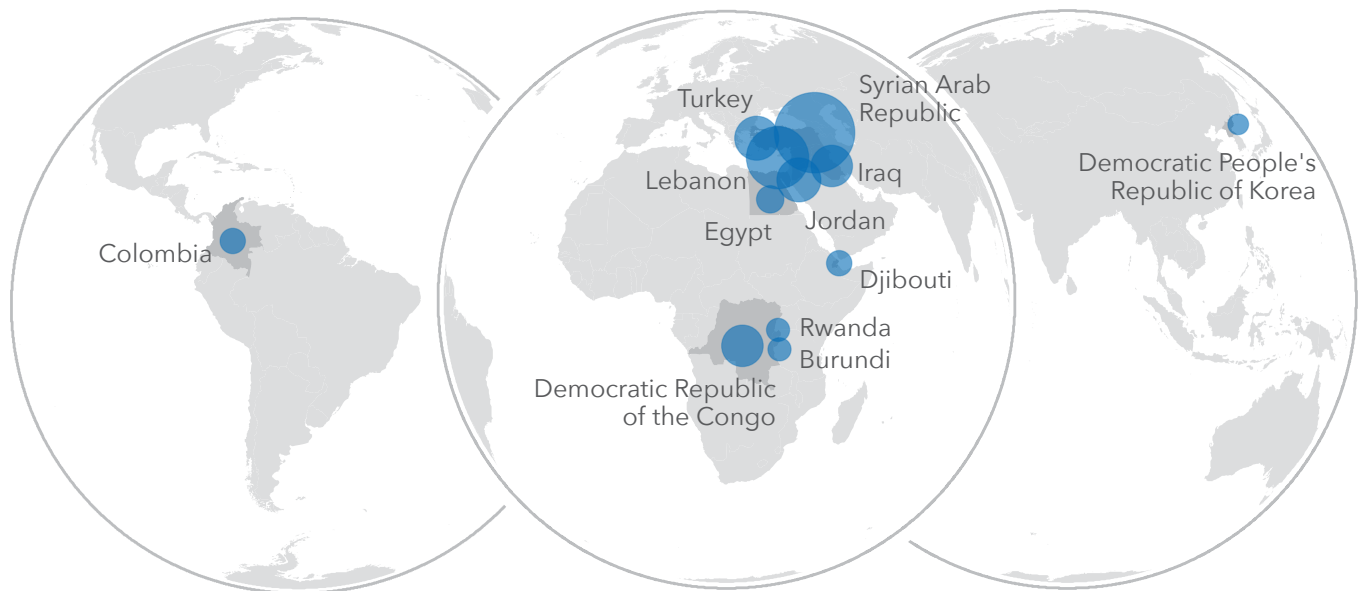 Syrian Arab
Republic
Turkey
Democratic People's
Republic of Korea
Lebanon
Iraq
Jordan
Egypt
Colombia
Djibouti
Rwanda
Burundi
Democratic Republic
of the Congo